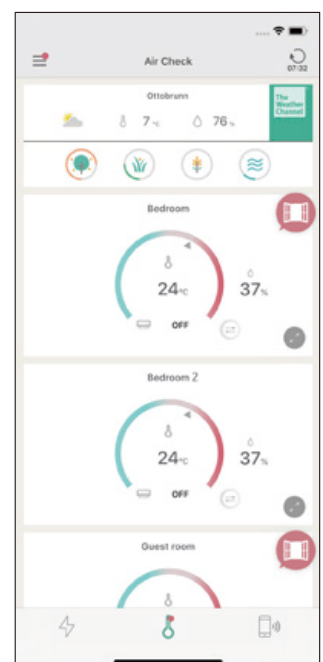 Air Check
07:32
Ottobrunn
The Weather Channel
7 °C 76 %
Bedroom
24 °C
37 %
OFF
Bedroom 2
24 °C
37 %
OFF
Guest room